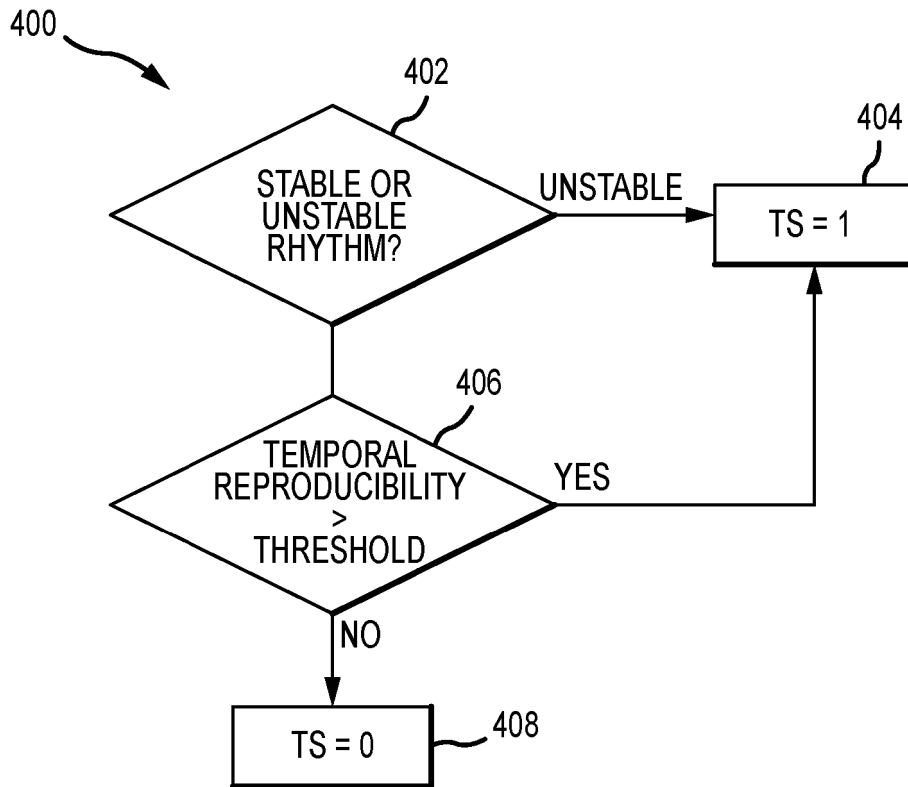 400
402
STABLE OR
UNSTABLE
RHYTHM?
UNSTABLE
404
TS = 1
406
TEMPORAL
REPRODUCIBILITY
>
THRESHOLD
YES
NO
TS = 0
408